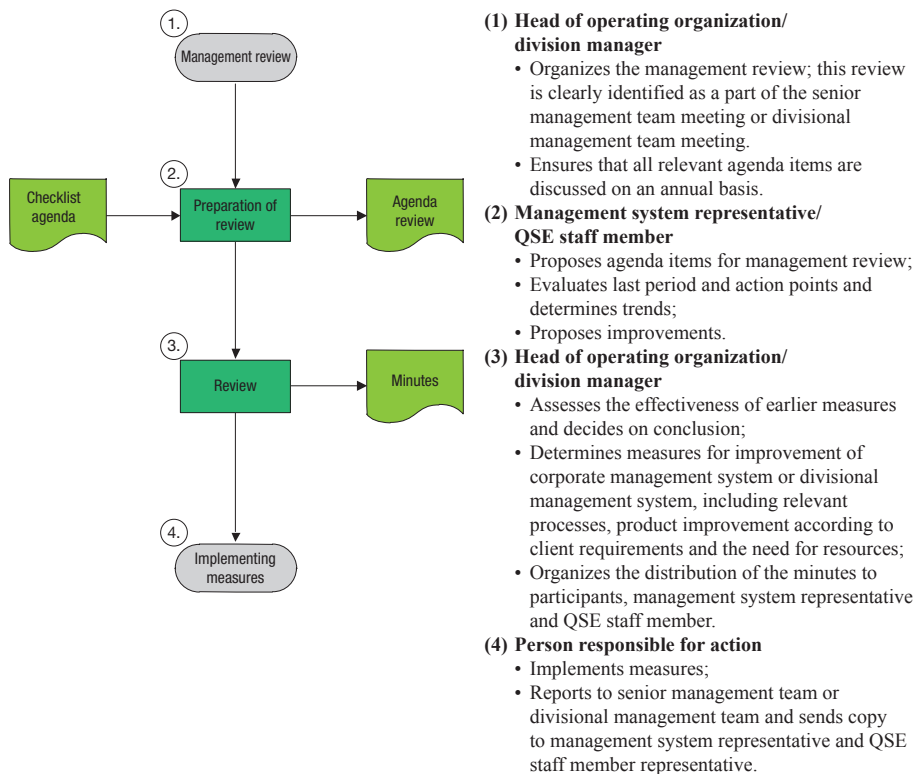 1.
Management review
2.
Checklist
agenda
Preparation of
review
Agenda
review
3.
Review
Minutes
4.
Implementing
measures
(1) Head of operating organization/
division manager
• Organizes the management review; this review
is clearly identified as a part of the senior
management team meeting or divisional
management team meeting.
• Ensures that all relevant agenda items are
discussed on an annual basis.
(2) Management system representative/
QSE staff member
• Proposes agenda items for management review;
• Evaluates last period and action points and
determines trends;
• Proposes improvements.
(3) Head of operating organization/
division manager
• Assesses the effectiveness of earlier measures
and decides on conclusion;
• Determines measures for improvement of
corporate management system or divisional
management system, including relevant
processes, product improvement according to
client requirements and the need for resources;
• Organizes the distribution of the minutes to
participants, management system representative
and QSE staff member.
(4) Person responsible for action
• Implements measures;
• Reports to senior management team or
divisional management team and sends copy
to management system representative and QSE
staff member representative.